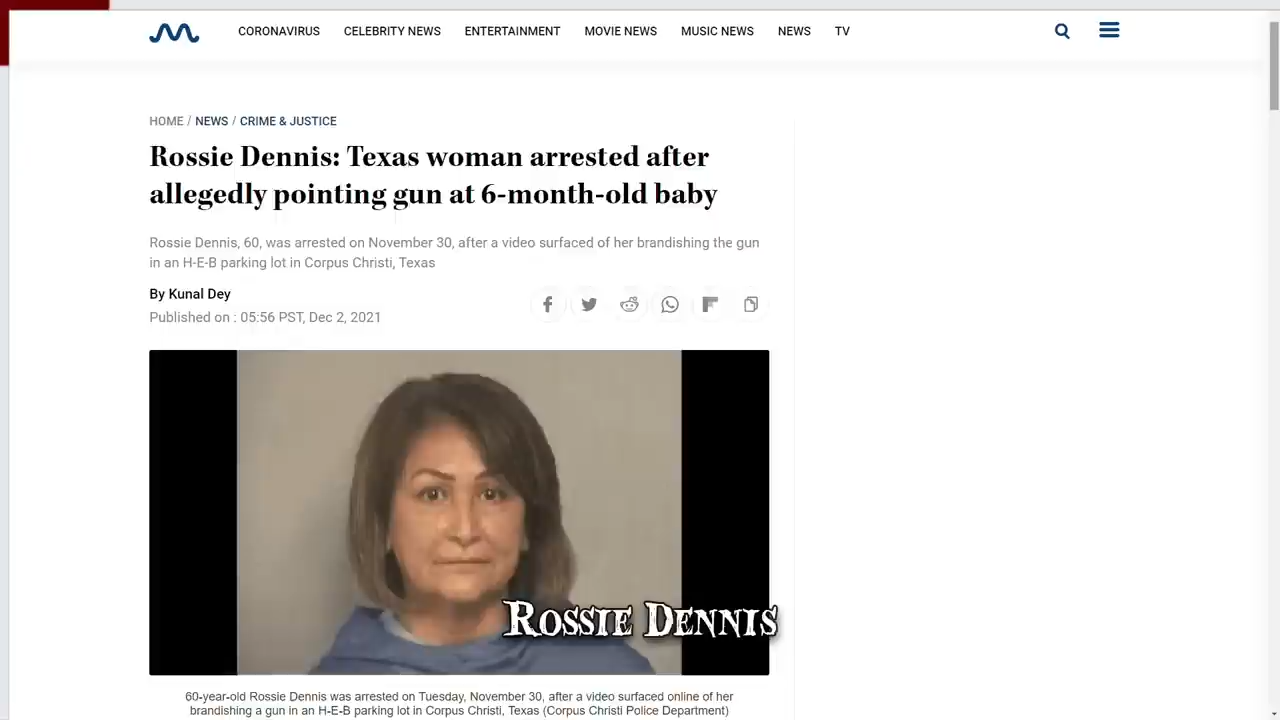 CORONAVIRUS CELEBRITY NEWS ENTERTAINMENT MOVIE NEWS MUSIC NEWS NEWS TV
HOME / NEWS / CRIME & JUSTICE
Rossie Dennis: Texas woman arrested after
allegedly pointing gun at 6-month-old baby
Rossie Dennis, 60, was arrested on November 30, after a video surfaced of her brandishing the gun
in an H-E-B parking lot in Corpus Christi, Texas
By Kunal Dey
Published on : 05:56 PST, Dec 2, 2021
ROSSIE DENNIS
60-year-old Rossie Dennis was arrested on Tuesday, November 30, after a video surfaced online of her
brandishing a gun in an H-E-B parking lot in Corpus Christi, Texas (Corpus Christi Police Department)